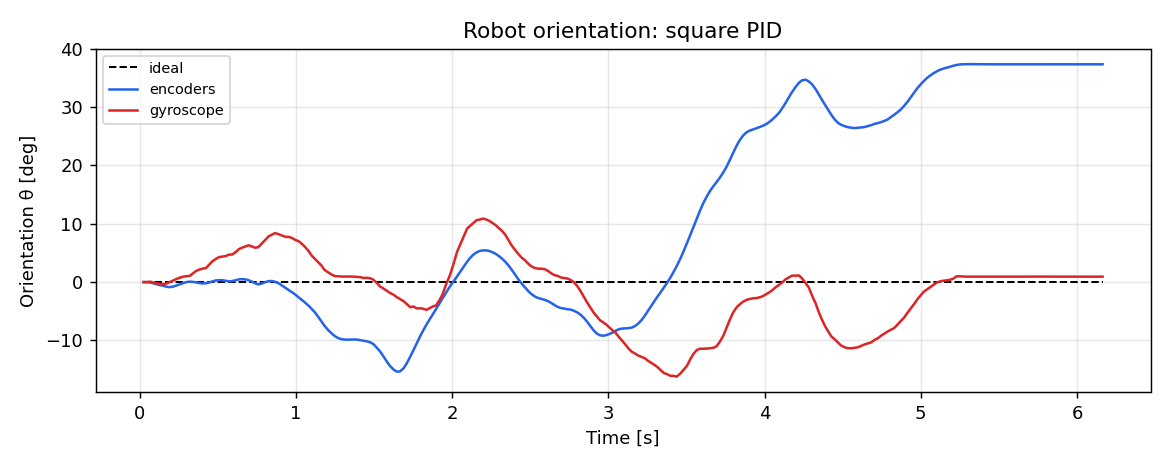 Robot orientation: square PID
ideal
encoders
gyroscope
Orientation θ [deg]
40
30
20
10
0
−10
0 1 2 3 4 5 6
Time [s]